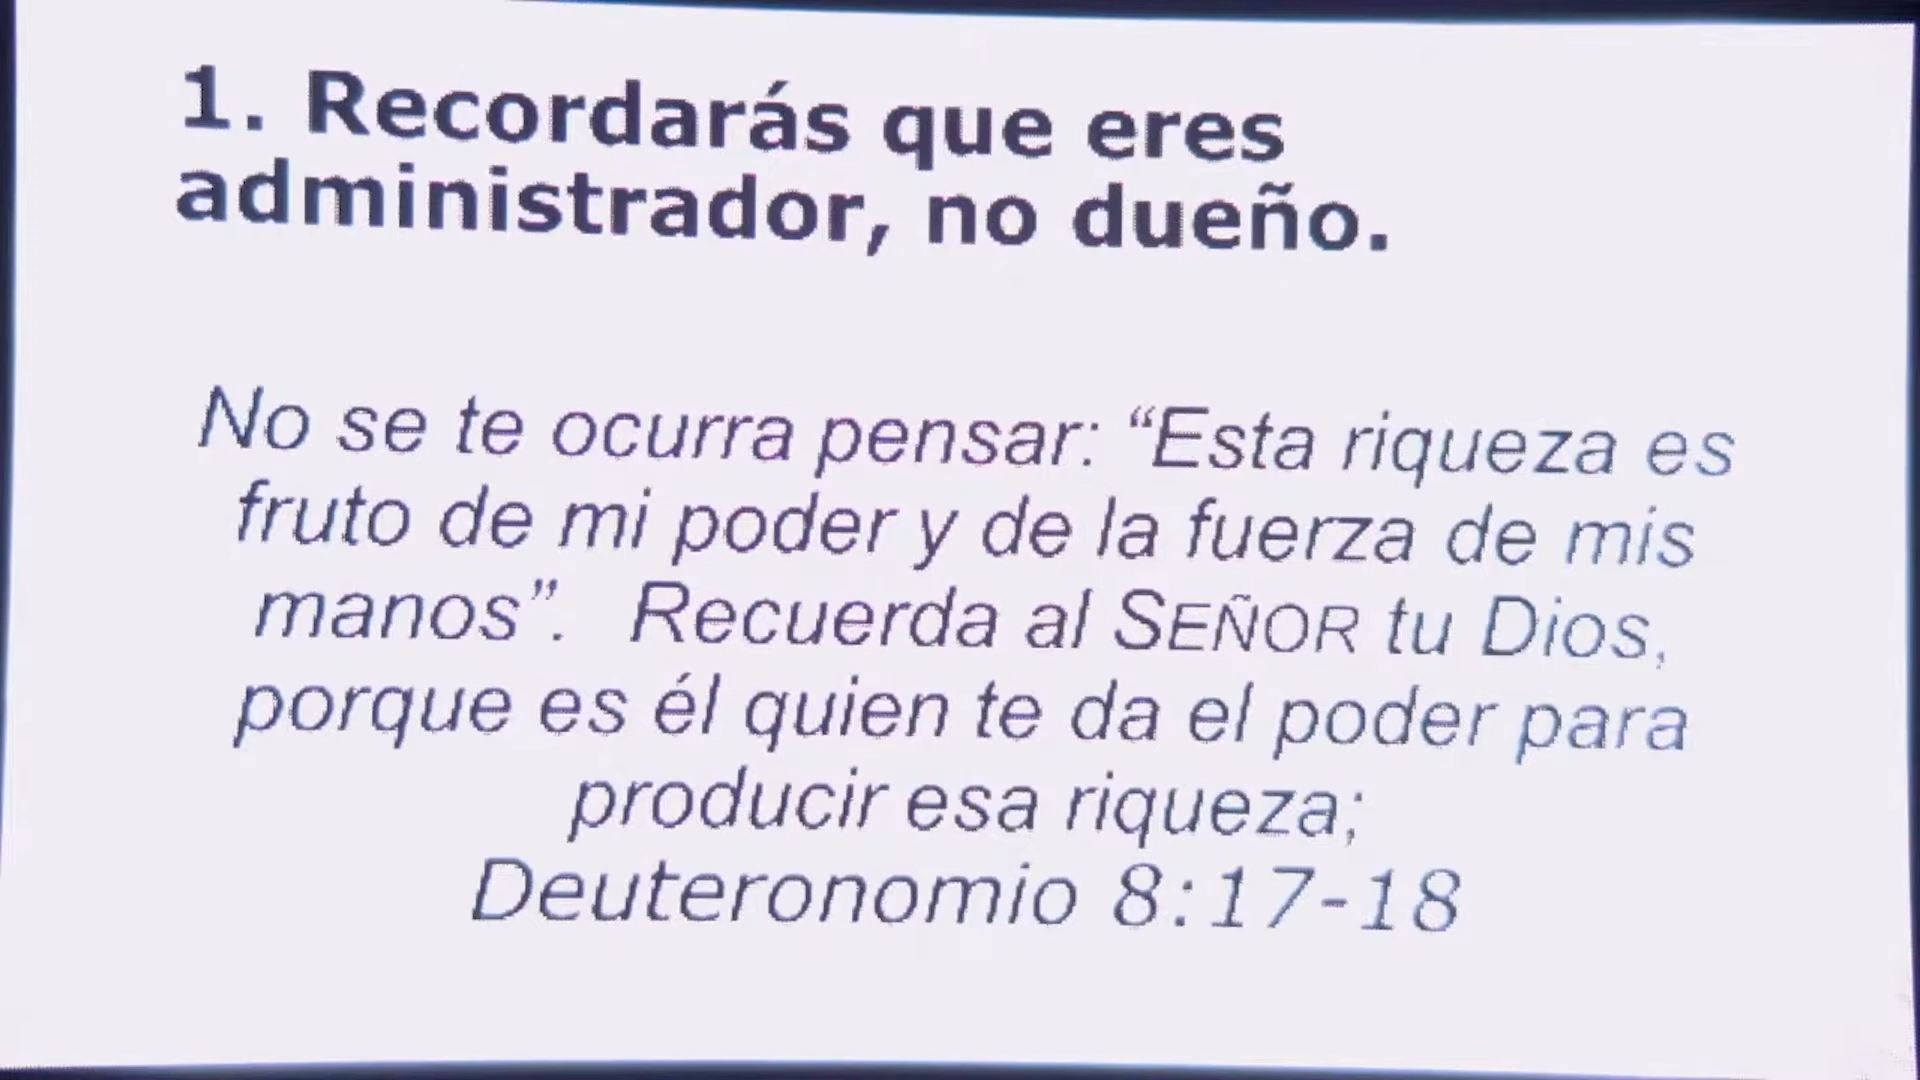 1. Recordarás que eres
administrador, no dueño.
No se te ocurra pensar: “Esta riqueza es
fruto de mi poder y de la fuerza de mis
manos”. Recuerda al SEÑOR tu Dios,
porque es él quien te da el poder para
producir esa riqueza;
Deuteronomio 8:17-18